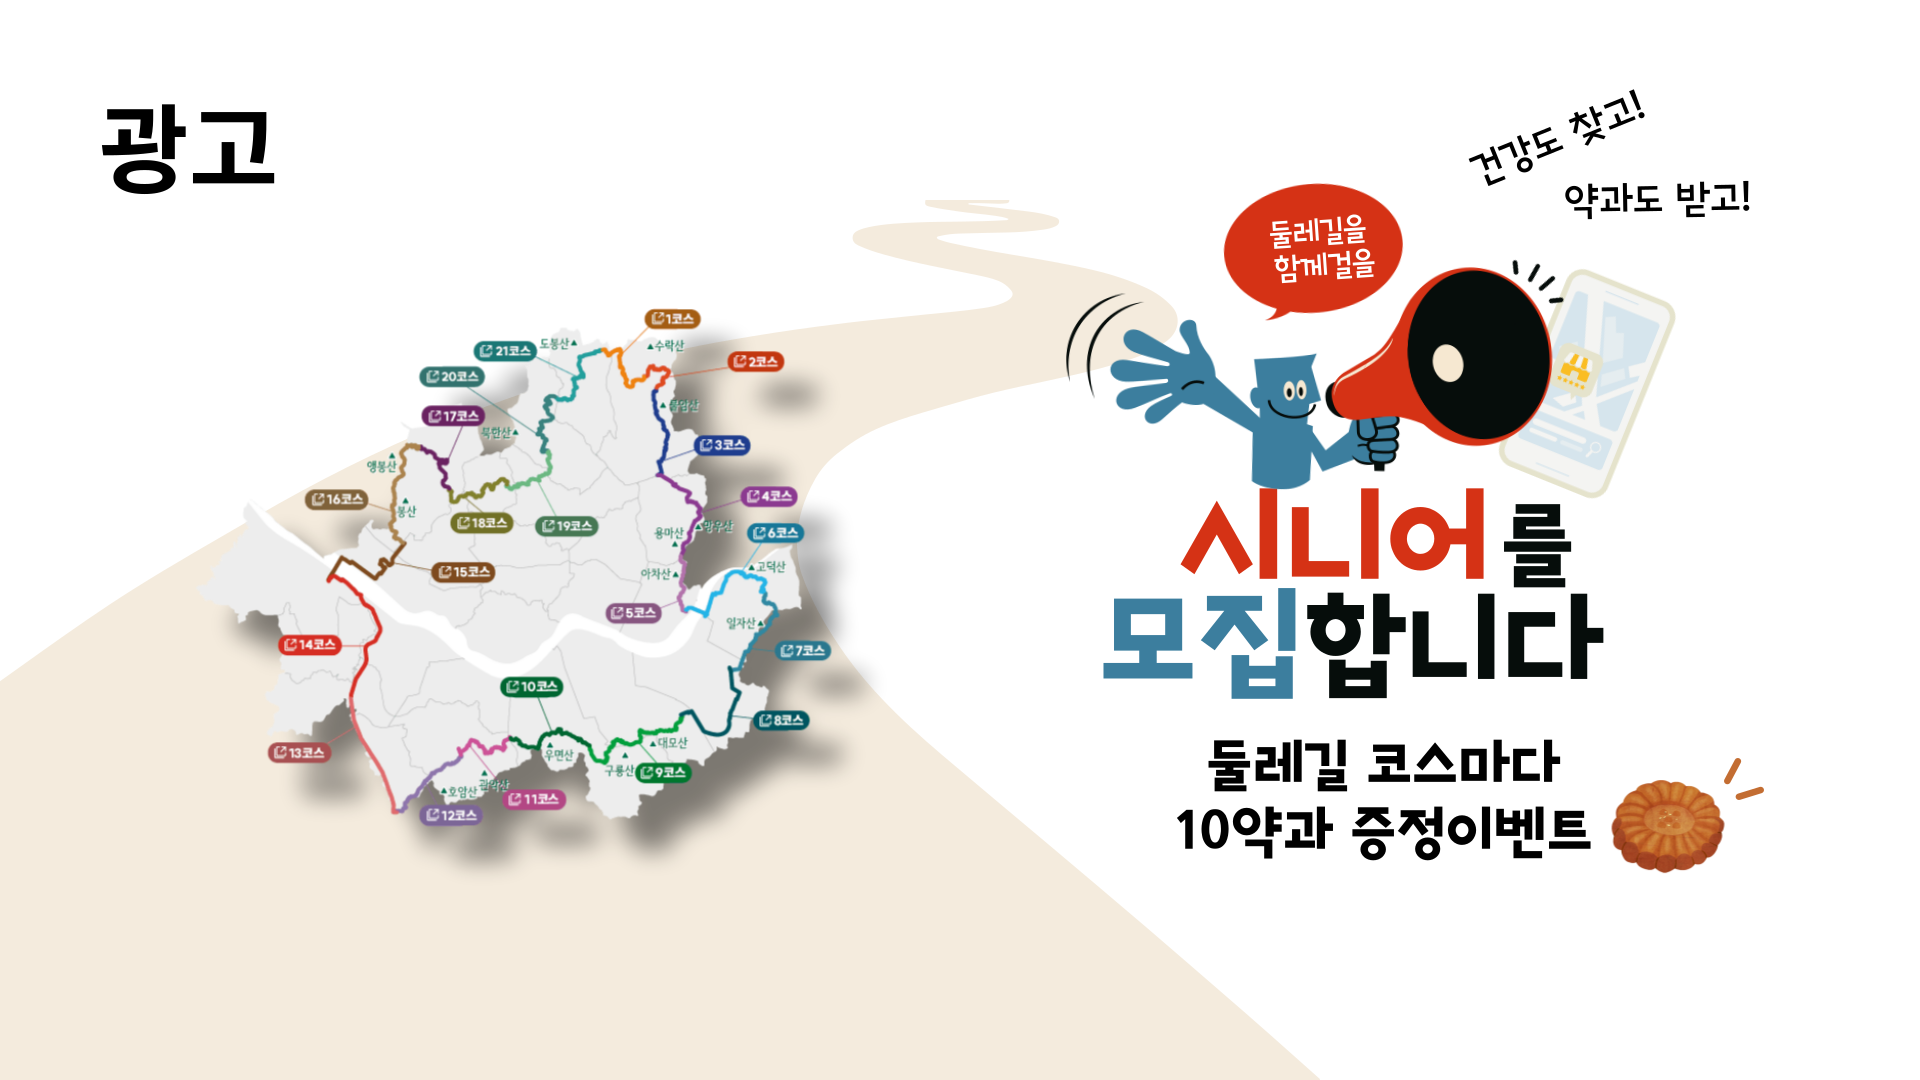 광고
건강도 찾고!
약과도 받고!
둘레길을
함께걸을
시니어를
모집합니다
둘레길 코스마다
10약과 증정이벤트
1코스
수락산
도봉산
21코스
2코스
20코스
불암산
17코스
북한산
3코스
앵봉산
16코스
4코스
봉산
18코스
19코스
용마산
망우산
6코스
15코스
아차산
고덕산
5코스
일자산
14코스
7코스
10코스
8코스
13코스
우면산
대모산
구룡산
9코스
호암산
관악산
11코스
12코스